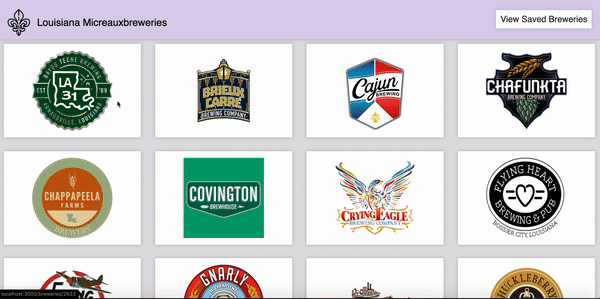 Louisiana Micreauxbreweries
View Saved Breweries
BAYOU TECHE BREWING
EST
'09
LA
31
ARNAUDVILLE, LOUISIANA
BRIEUX
CARRÉ
BREWING COMPANY
Cajun
BREWING
CHAFUNKTA
BREWING COMPANY
CHAPPAPEELA
FARMS
BREWERY
COVINGTON
BREWHOUSE
CRYING EAGLE
BREWING COMPANY
FLYING HEART
BREWING & PUB
BOSSIER CITY, LOUISIANA
GNARLY
HUCKLEBERRY
localhost:3000/breweries/2933